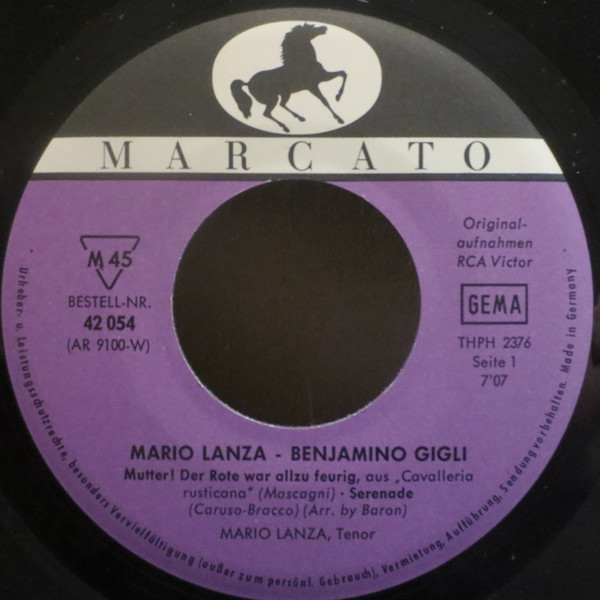 MARCATO
M 45
BESTELL-NR.
42 054
(AR 9100-W)
Original-
aufnahmen
RCA Victor
GEMA
THPH 2376
Seite 1
7'07
MARIO LANZA - BENJAMINO GIGLI
Mutter! Der Rote war allzu feurig, aus „Cavalleria
rusticana" (Mascagni) · Serenade
(Caruso-Bracco) (Arr. by Baron)
MARIO LANZA, Tenor
Urheber- u. Leistungsschutzrechte, besonders Vervielfältigung (außer zum persönl. Gebrauch), Vermietung, Aufführung, Sendung vorbehalten. Made in Germany